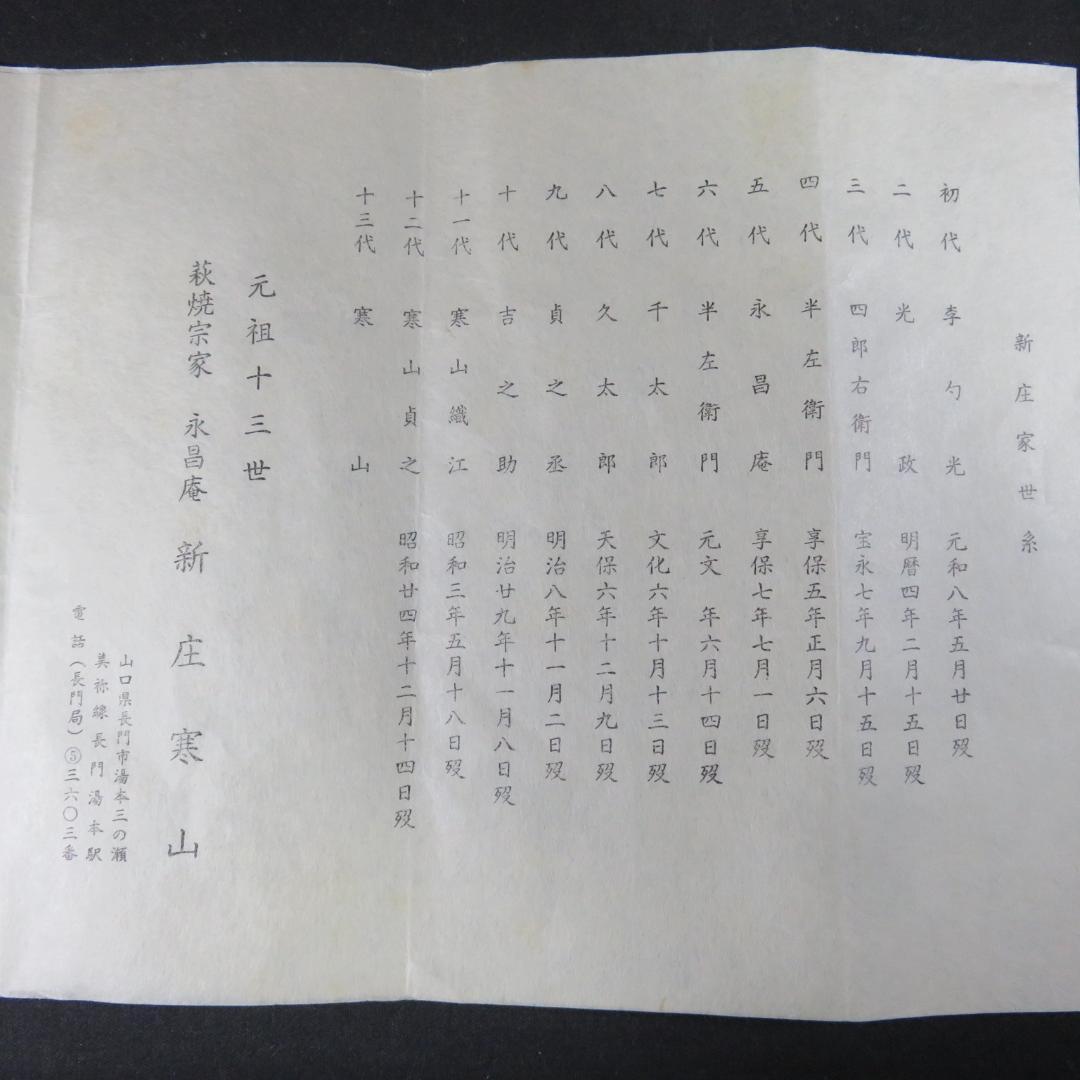 新庄家世系
初代 李勺光 元和八年五月廿日歿
二代 光政 明暦四年二月十五日歿
三代 四郎右衛門 宝永七年九月十五日歿
四代 半左衛門 享保五年正月六日歿
五代 永昌庵 享保七年七月一日歿
六代 半左衛門 元文 年六月十四日歿
七代 千太郎 文化六年十月十三日歿
八代 久太郎 天保六年十二月九日歿
九代 貞之丞 明治八年十一月二日歿
十代 吉之助 明治廿九年十一月八日歿
十一代 寒山織江 昭和三年五月十八日歿
十二代 寒山貞之 昭和廿四年十二月十四日歿
十三代 寒山
元祖十三世
萩焼宗家 永昌庵 新庄寒山
山口県長門市湯本三の瀬
美祢線長門湯本駅
電話(長門局)⑤三六〇三番